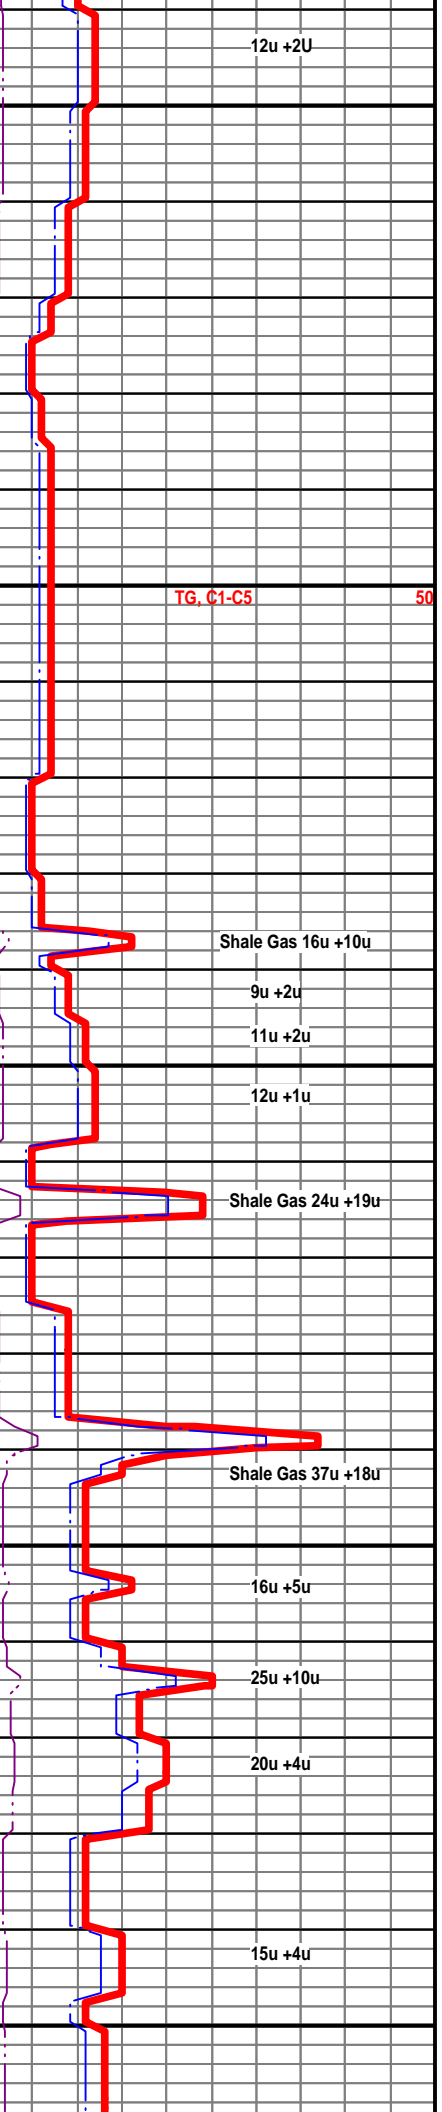 12u +2U
TG, C1-C5 50
Shale Gas 16u +10u
9u +2u
11u +2u
12u +1u
Shale Gas 24u +19u
Shale Gas 37u +18u
16u +5u
25u +10u
20u +4u
15u +4u